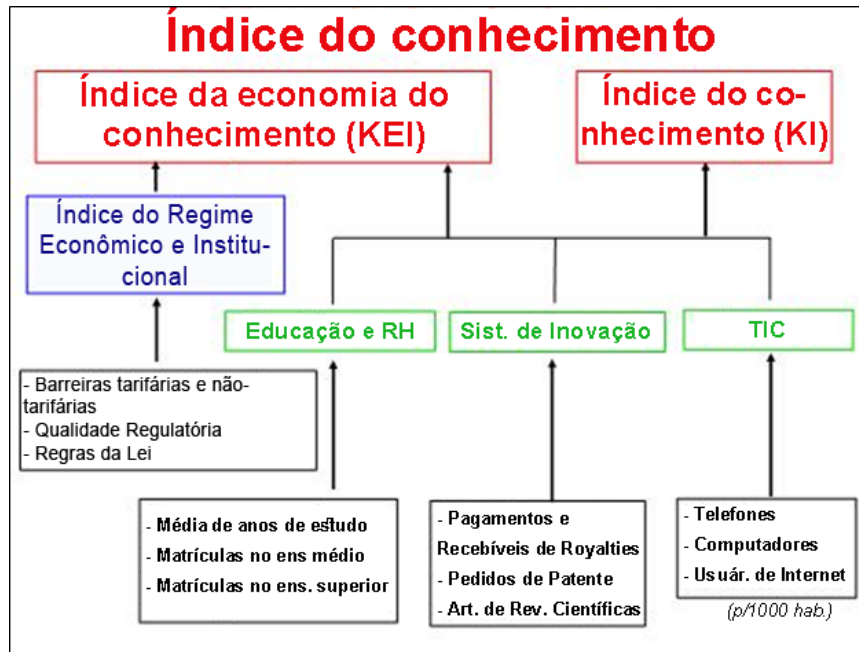 Índice do conhecimento
Índice da economia do
conhecimento (KEI)
Índice do co-
nhecimento (KI)
Índice do Regime
Econômico e Institu-
cional
Educação e RH
Sist. de Inovação
TIC
- Barreiras tarifárias e não-
tarifárias
- Qualidade Regulatória
- Regras da Lei
- Média de anos de estudo
- Matrículas no ens médio
- Matrículas no ens. superior
- Pagamentos e
Recebíveis de Royalties
- Pedidos de Patente
- Art. de Rev. Científicas
- Telefones
- Computadores
- Usuár. de Internet
(p/1000 hab.)